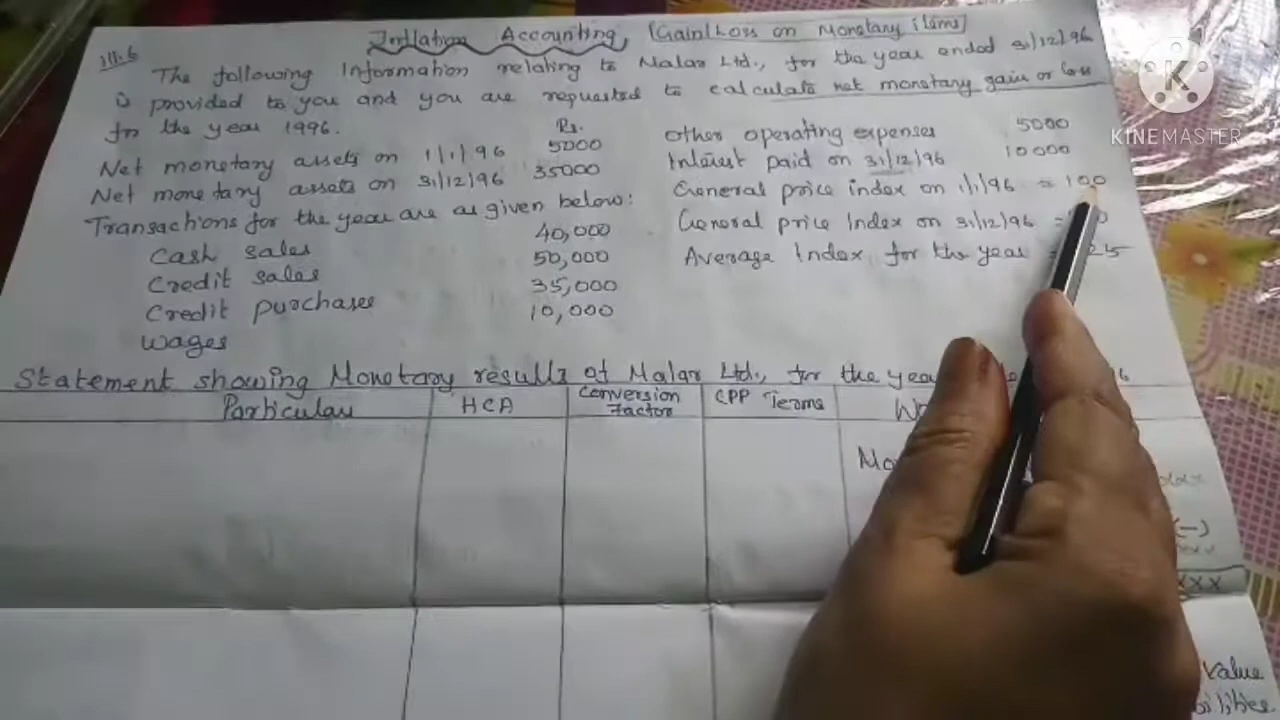 Ill.6
Inflation Accounting (Gain/Loss on Monetary items)
The following information relating to Malar Ltd., for the year ended 31/12/96
is provided to you and you are requested to calculate net monetary gain or loss
for the year 1996.
Rs.
Net monetary assets on 1/1/96 5000
Net monetary assets on 31/12/96 35000
Transactions for the year are as given below:
Cash sales 40,000
Credit sales 50,000
Credit purchases 35,000
Wages 10,000
Other operating expenses 5000
Interest paid on 31/12/96 10000
General price index on 1/1/96 = 100
General price Index on 31/12/96 =
Average Index for the year = 25
Statement showing Monetary results of Malar Ltd., for the year
Particulars HCA Conversion Factor CPP Terms
(-)
xxx
Value
KINEMASTER